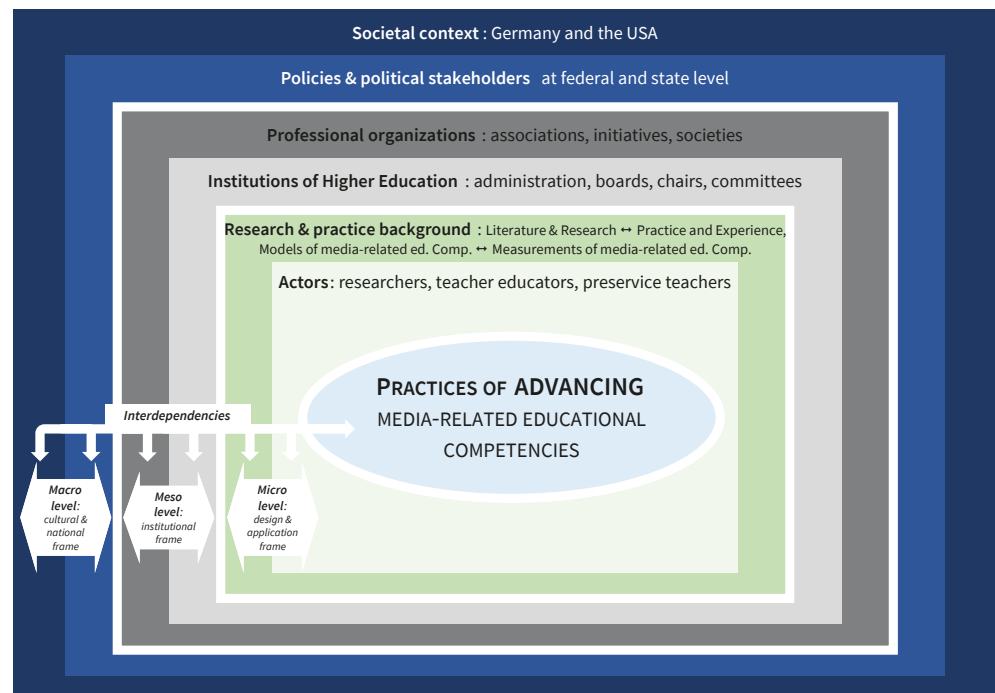 Societal context : Germany and the USA
Policies & political stakeholders at federal and state level
Professional organizations : associations, initiatives, societies
Institutions of Higher Education : administration, boards, chairs, committees
Research & practice background : Literature & Research ↔ Practice and Experience,
Models of media-related ed. Comp. ↔ Measurements of media-related ed. Comp.
Actors: researchers, teacher educators, preservice teachers
PRACTICES OF ADVANCING
MEDIA-RELATED EDUCATIONAL
COMPETENCIES
Interdependencies
Macro
level:
cultural &
national
frame
Meso
level:
institutional
frame
Micro
level:
design &
application
frame